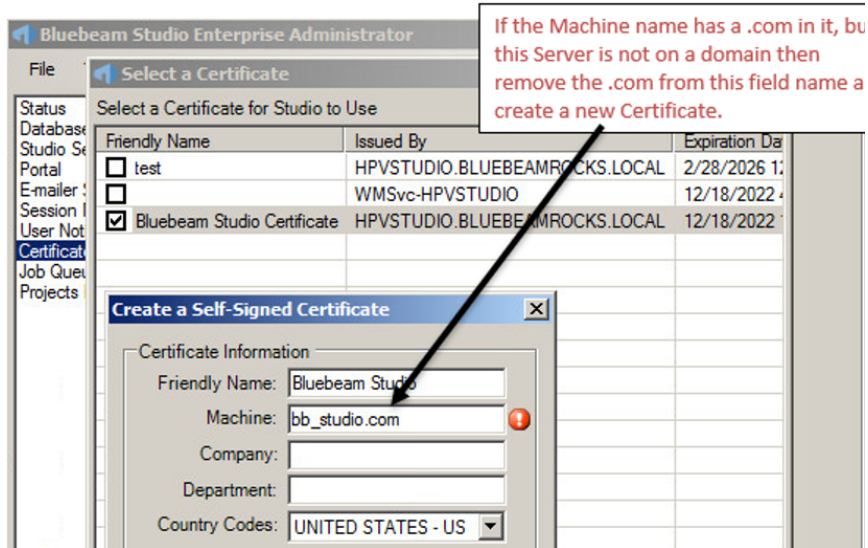 If the Machine name has a .com in it, bu
this Server is not on a domain then
remove the .com from this field name a
create a new Certificate.
Bluebeam Studio Enterprise Administrator
File
Select a Certificate
Status
Database
Studio Se
Portal
E-mailer S
Session I
User Not
Certificat
Job Queu
Projects
Select a Certificate for Studio to Use
Friendly Name Issued By Expiration Da
test HPVSTUDIO.BLUEBEAMROCKS.LOCAL 2/28/2026 12
WMSvc-HPVSTUDIO 12/18/2022 4
Bluebeam Studio Certificate HPVSTUDIO.BLUEBEAMROCKS.LOCAL 12/18/2022
Create a Self-Signed Certificate
Certificate Information
Friendly Name: Bluebeam Studio
Machine: bb_studio.com
Company:
Department:
Country Codes: UNITED STATES - US